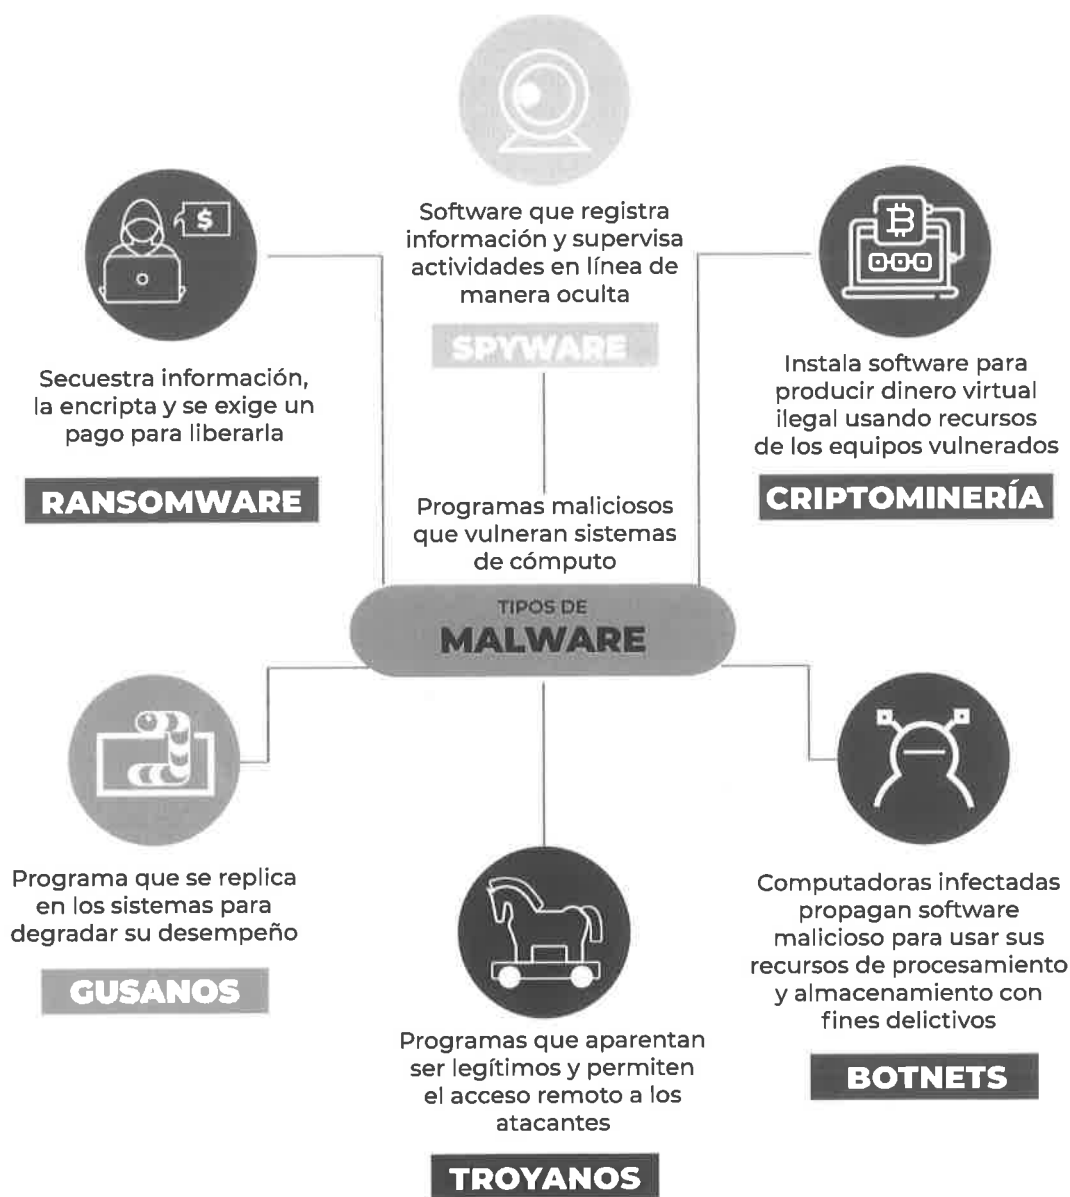 Software que registra
información y supervisa
actividades en línea de
manera oculta
SPYWARE
$
Secuestra información,
la encripta y se exige un
pago para liberarla
RANSOMWARE
Instala software para
producir dinero virtual
ilegal usando recursos
de los equipos vulnerados
CRIPTOMINERÍA
Programas maliciosos
que vulneran sistemas
de cómputo
TIPOS DE
MALWARE
Programa que se replica
en los sistemas para
degradar su desempeño
GUSANOS
Computadoras infectadas
propagan software
malicioso para usar sus
recursos de procesamiento
y almacenamiento con
fines delictivos
BOTNETS
Programas que aparentan
ser legítimos y permiten
el acceso remoto a los
atacantes
TROYANOS